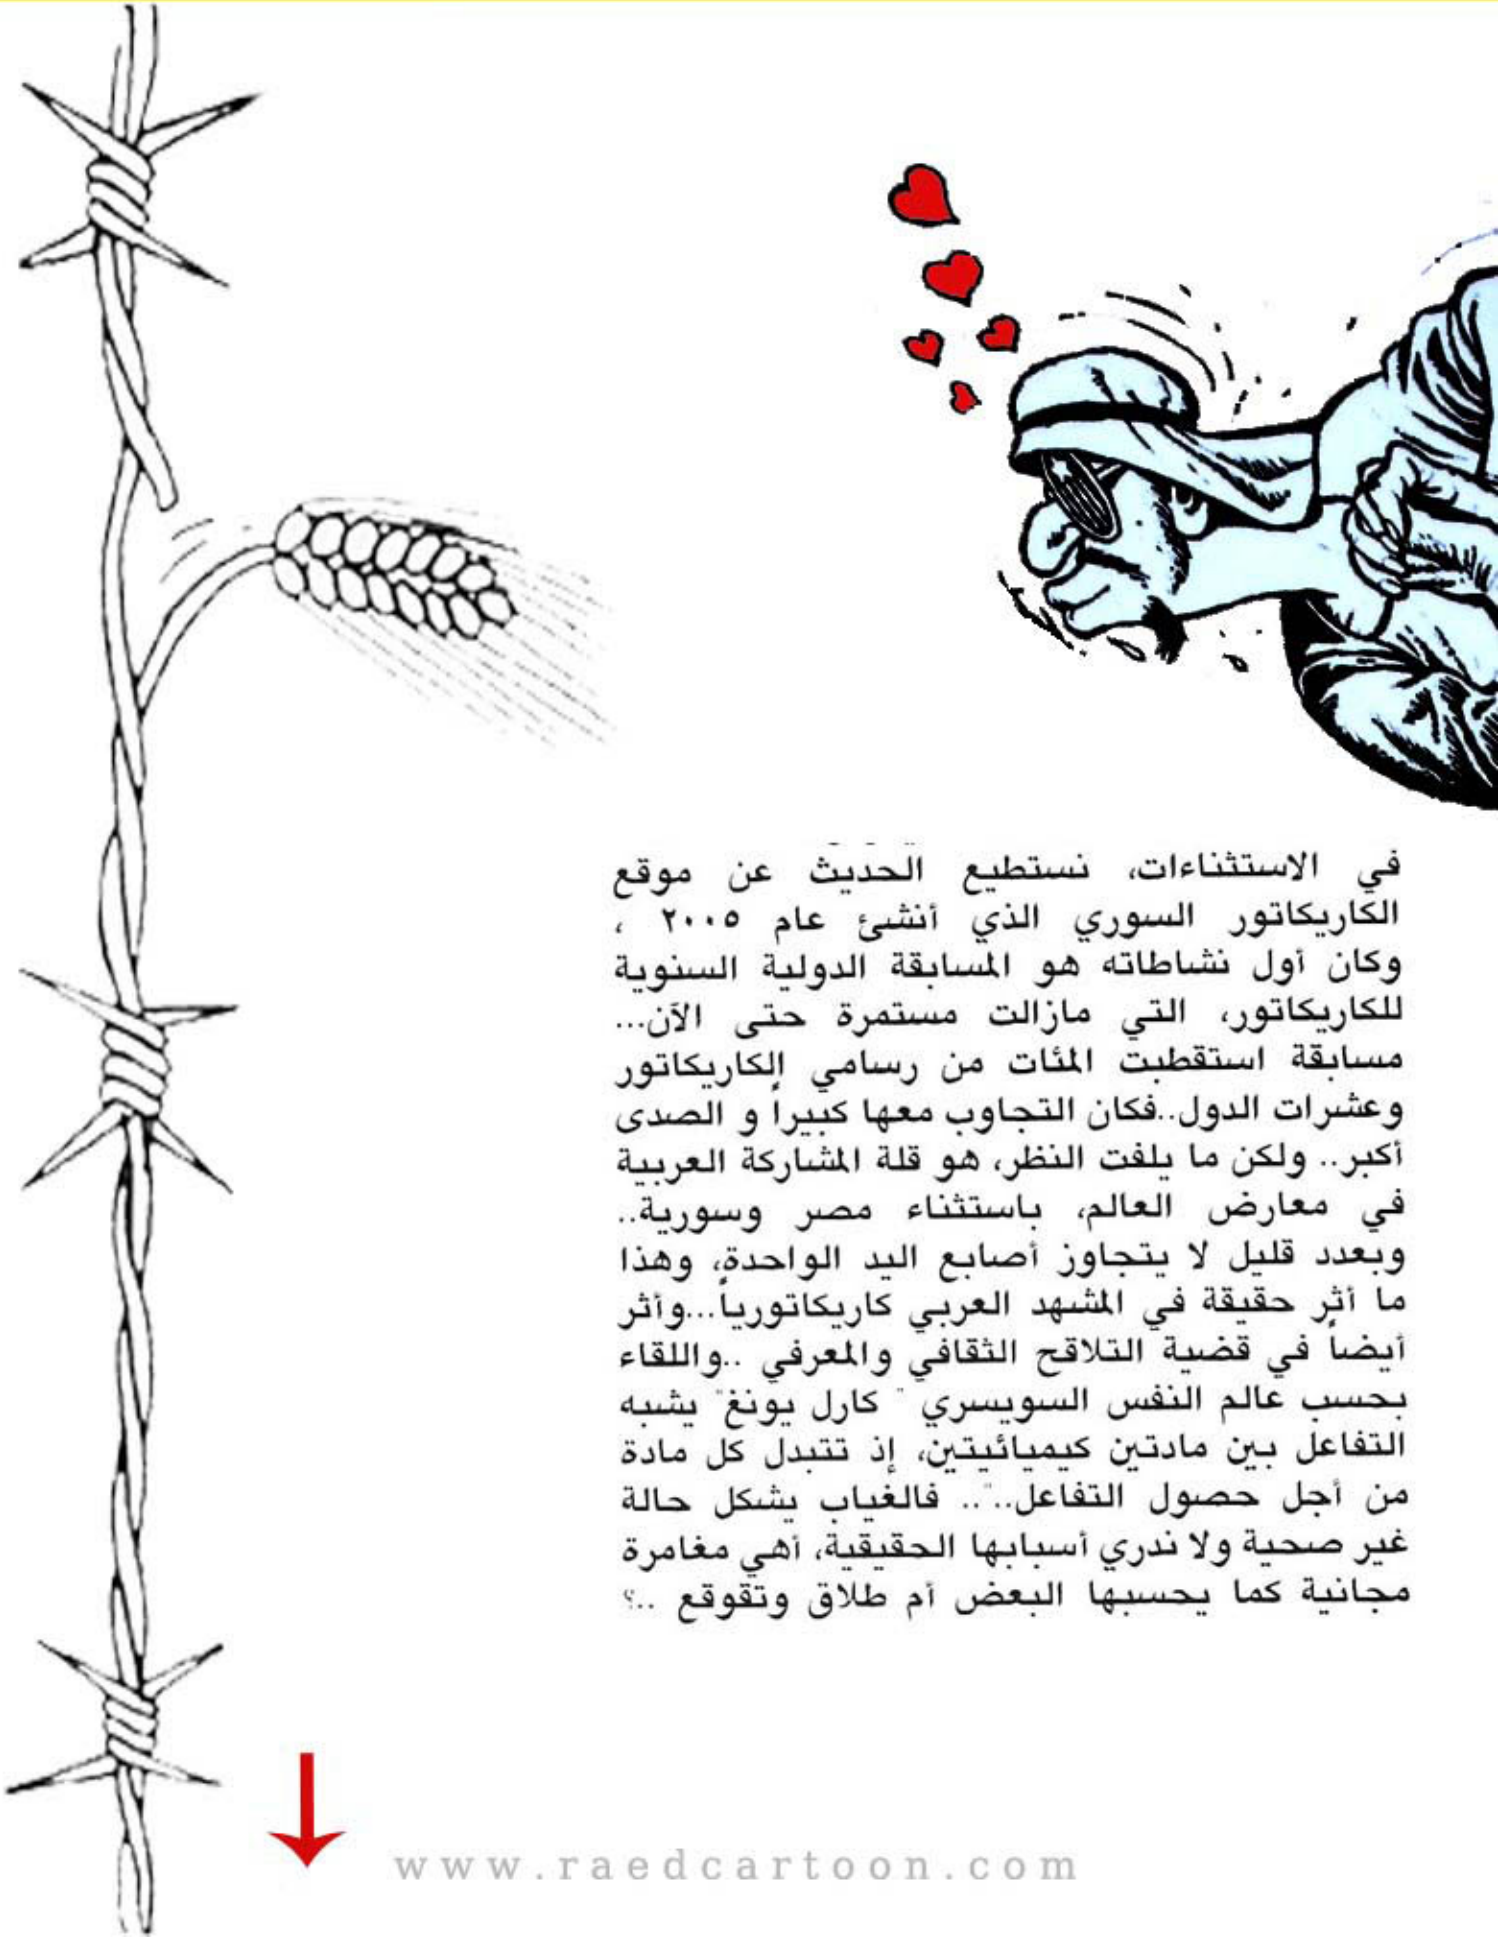 في الاستثناءات، نستطيع الحديث عن موقع
الكاريكاتور السوري الذي أنشئ عام ٢٠٠٥ ،
وكان أول نشاطاته هو المسابقة الدولية السنوية
للكاريكاتور، التي مازالت مستمرة حتى الآن...
مسابقة استقطبت المئات من رسامي الكاريكاتور
وعشرات الدول..فكان التجاوب معها كبيراً و الصدى
أكبر.. ولكن ما يلفت النظر، هو قلة المشاركة العربية
في معارض العالم، باستثناء مصر وسورية..
وبعدد قليل لا يتجاوز أصابع اليد الواحدة، وهذا
ما أثر حقيقة في المشهد العربي كاريكاتورياً...وأثر
أيضاً في قضية التلاقح الثقافي والمعرفي ..واللقاء
بحسب عالم النفس السويسري " كارل يونغ" يشبه
التفاعل بين مادتين كيميائيتين، إذ تتبدل كل مادة
من أجل حصول التفاعل..".. فالغياب يشكل حالة
غير صحية ولا ندري أسبابها الحقيقية، أهي مغامرة
مجانية كما يحسبها البعض أم طلاق وتقوقع ..؟
www.raedcartoon.com